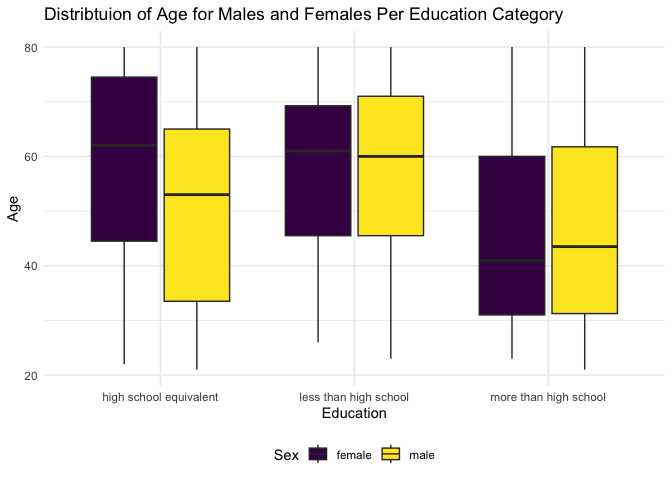 Distribtuion of Age for Males and Females Per Education Category
80
60
40
20
Age
high school equivalent
less than high school
more than high school
Education
Sex
female
male